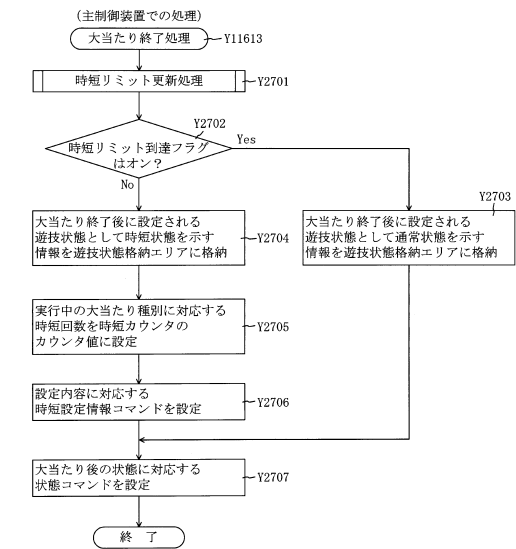 （主制御装置での処理）
大当たり終了処理
Y11613
時短リミット更新処理
Y2701
Y2702
時短リミット到達フラグ
はオン？
Yes
No
Y2703
大当たり終了後に設定される
遊技状態として時短状態を示す
情報を遊技状態格納エリアに格納
Y2704
大当たり終了後に設定される
遊技状態として通常状態を示す
情報を遊技状態格納エリアに格納
実行中の大当たり種別に対応する
時短回数を時短カウンタの
カウンタ値に設定
Y2705
設定内容に対応する
時短設定情報コマンドを設定
Y2706
大当たり後の状態に対応する
状態コマンドを設定
Y2707
終　了